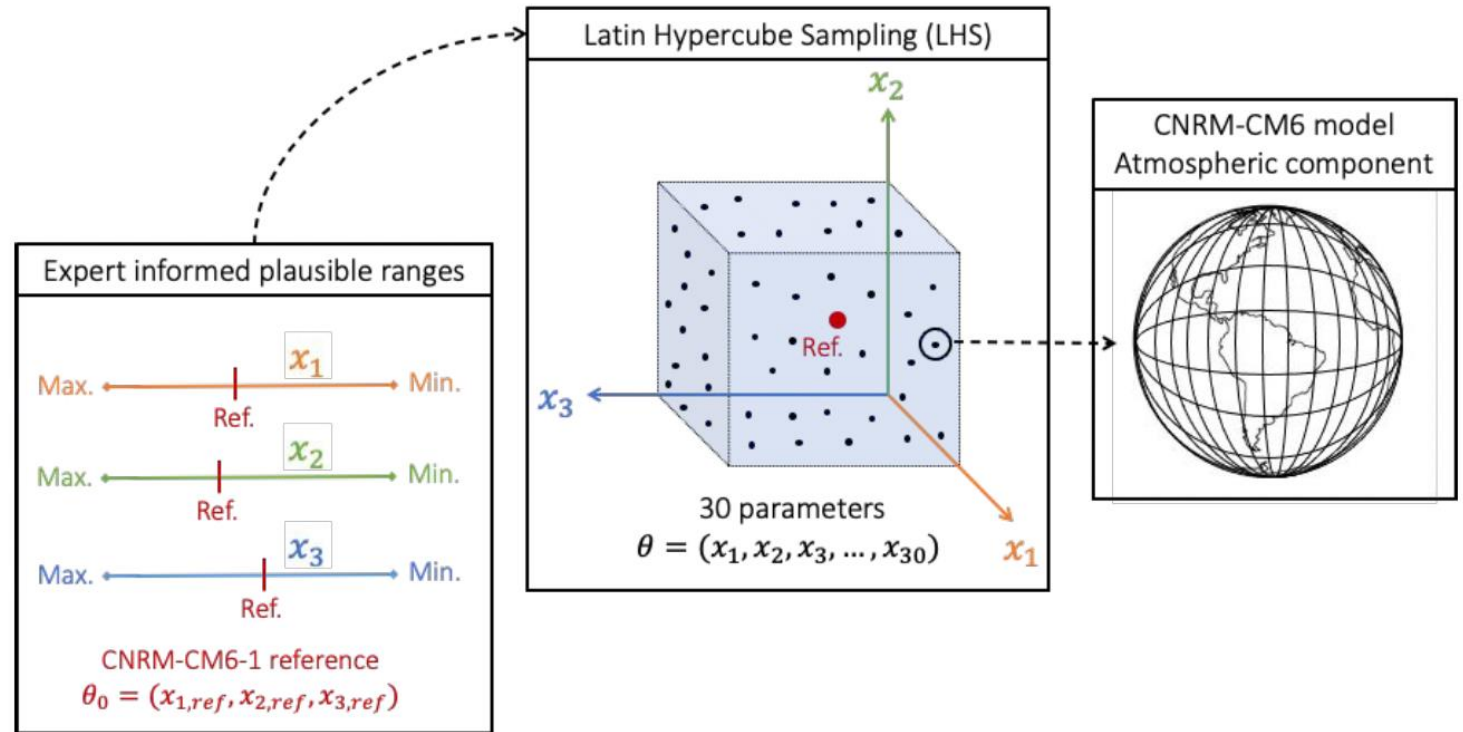 Expert informed plausible ranges
x₁
Max.
Min.
Ref.
x₂
Max.
Min.
Ref.
x₃
Max.
Min.
Ref.
CNRM-CM6-1 reference
θ₀ = (x₁,ref, x₂,ref, x₃,ref)
Latin Hypercube Sampling (LHS)
x₂
Ref.
x₃
x₁
30 parameters
θ = (x₁, x₂, x₃, ..., x₃₀)
CNRM-CM6 model
Atmospheric component